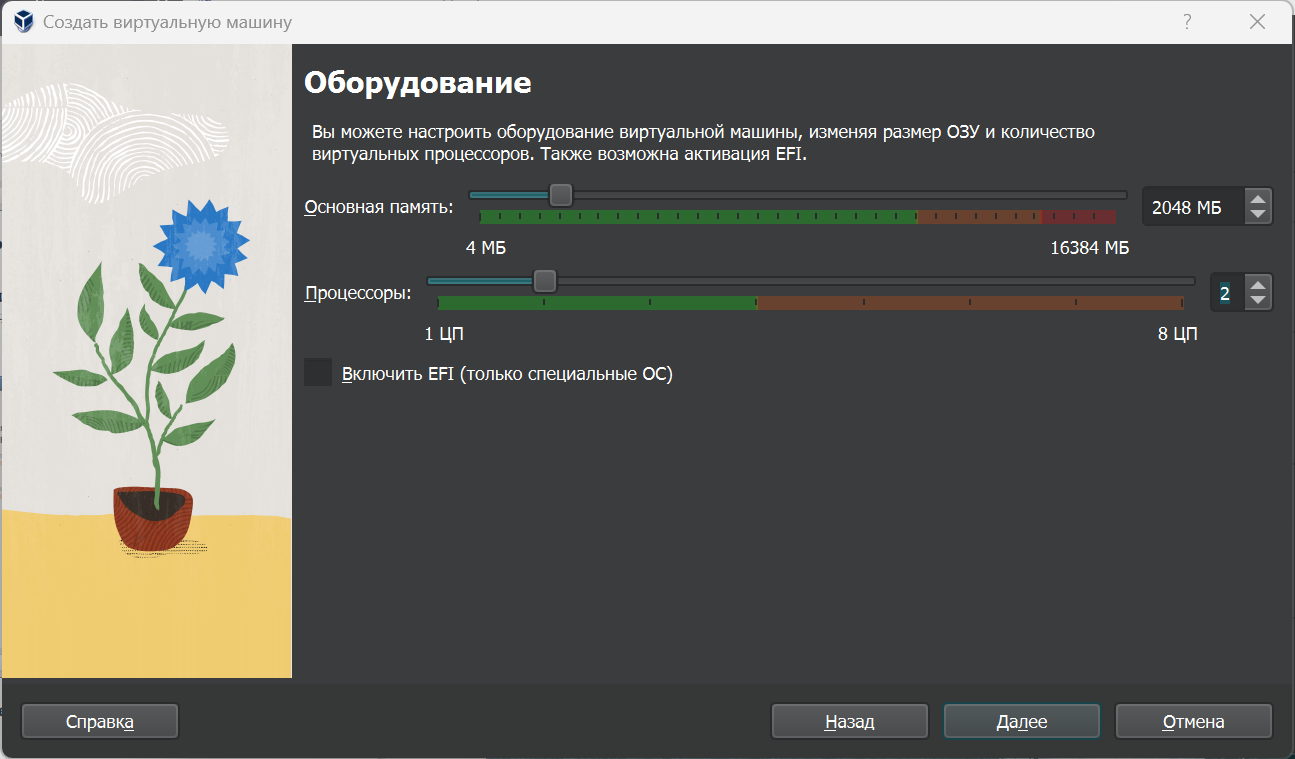 Создать виртуальную машину
?
Оборудование
Вы можете настроить оборудование виртуальной машины, изменяя размер ОЗУ и количество
виртуальных процессоров. Также возможна активация EFI.
Основная память:
2048 МБ
4 МБ
16384 МБ
Процессоры:
2
1 ЦП
8 ЦП
Включить EFI (только специальные ОС)
Справка
Назад
Далее
Отмена